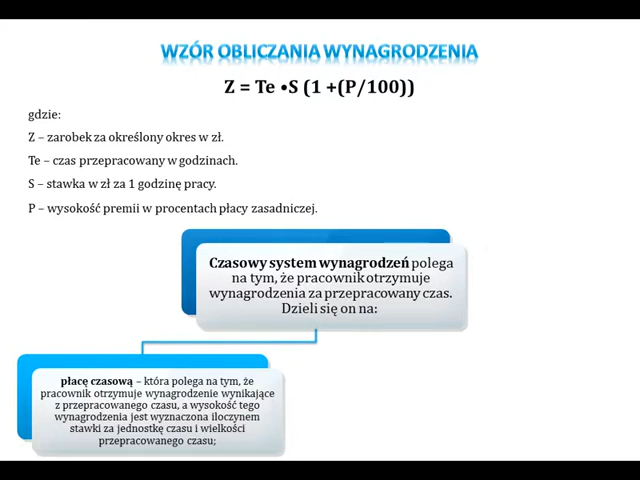 WZÓR OBLICZANIA WYNAGRODZENIA
Z = Te •S (1 +(P/100))
gdzie:
Z – zarobek za określony okres w zł.
Te – czas przepracowany w godzinach.
S – stawka w zł za 1 godzinę pracy.
P – wysokość premii w procentach płacy zasadniczej.
Czasowy system wynagrodzeń polega
na tym, że pracownik otrzymuje
wynagrodzenia za przepracowany czas.
Dzieli się on na:
płacę czasową – która polega na tym, że
pracownik otrzymuje wynagrodzenie wynikające
z przepracowanego czasu, a wysokość tego
wynagrodzenia jest wyznaczona iloczynem
stawki za jednostkę czasu i wielkości
przepracowanego czasu;